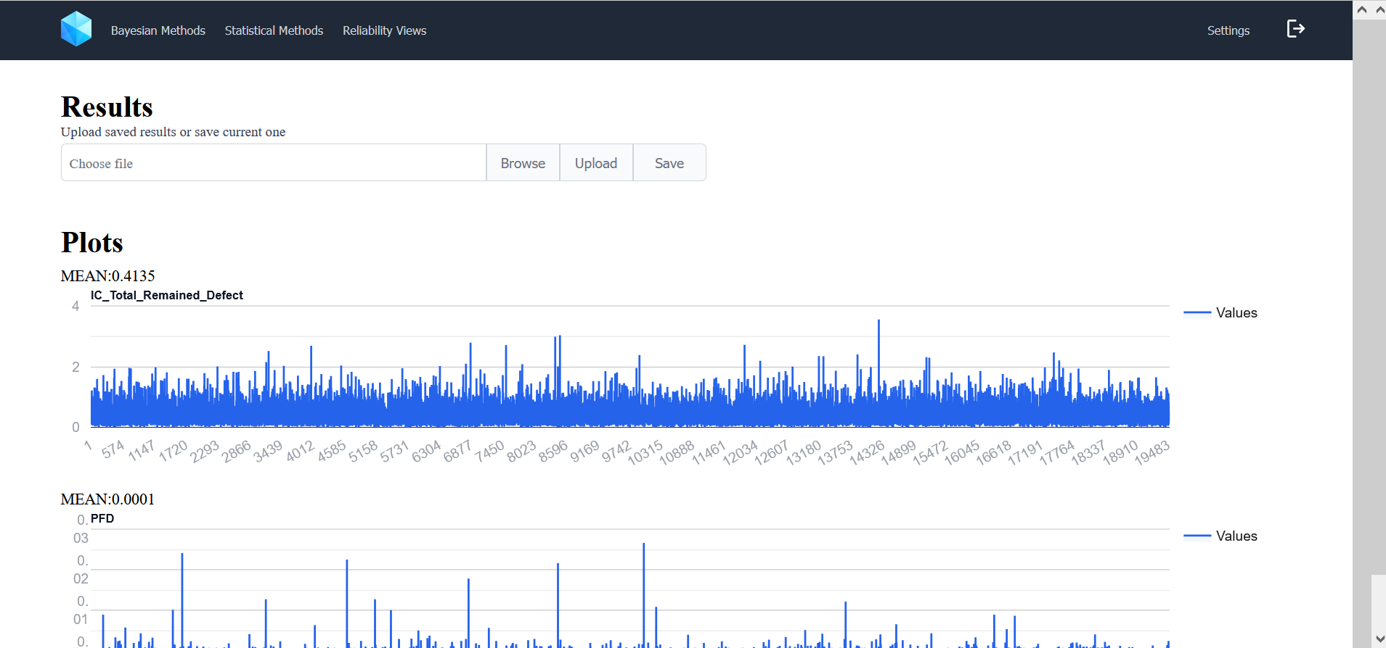 Bayesian Methods Statistical Methods Reliability Views Settings
Results
Upload saved results or save current one
Choose file Browse Upload Save
Plots
MEAN:0.4135
IC_Total_Remained_Defect
4
Values
2
0
1 574 1147 1720 2293 2866 3439 4012 4585 5158 5731 6304 6877 7450 8023 8596 9169 9742 10315 10888 11461 12034 12607 13180 13753 14326 14899 15472 16045 16618 17191 17764 18337 18910 19483
MEAN:0.0001
0. PFD
03
Values
0.
02
0.
01
0.